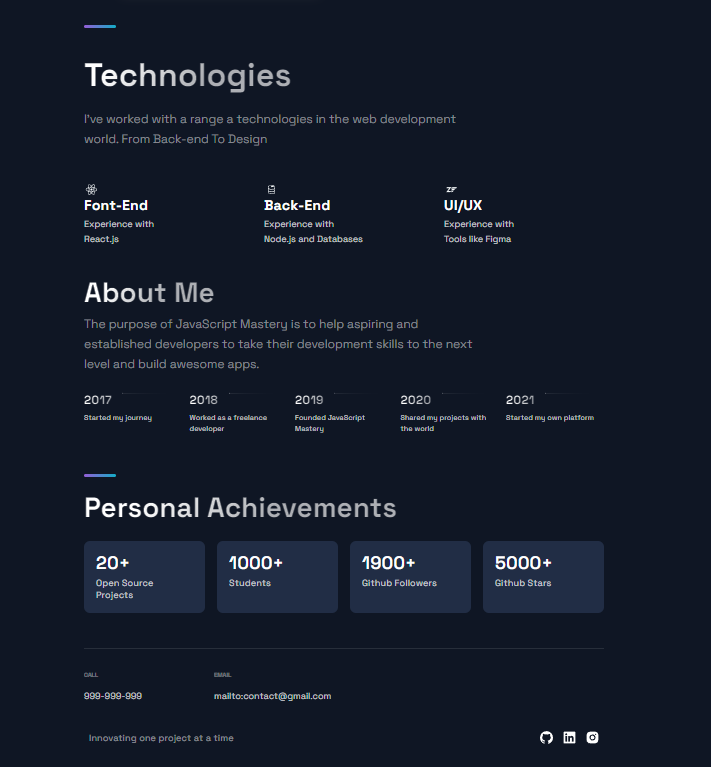 Technologies
I've worked with a range a technologies in the web development
world. From Back-end To Design
Font-End
Experience with
React.js
Back-End
Experience with
Node.js and Databases
UI/UX
Experience with
Tools like Figma
About Me
The purpose of JavaScript Mastery is to help aspiring and
established developers to take their development skills to the next
level and build awesome apps.
2017
Started my journey
2018
Worked as a freelance
developer
2019
Founded JavaScript
Mastery
2020
Shared my projects with
the world
2021
Started my own platform
Personal Achievements
20+
Open Source
Projects
1000+
Students
1900+
Github Followers
5000+
Github Stars
CALL
999-999-999
EMAIL
mailto:contact@gmail.com
Innovating one project at a time